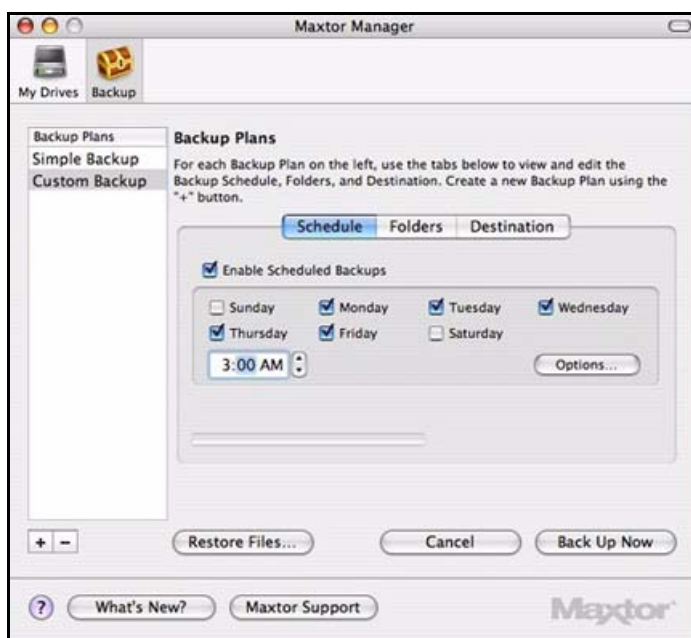 Maxtor Manager
My Drives
Backup
Backup Plans
Simple Backup
Custom Backup
Backup Plans
For each Backup Plan on the left, use the tabs below to view and edit the
Backup Schedule, Folders, and Destination. Create a new Backup Plan using the
"+" button.
Schedule Folders Destination
Enable Scheduled Backups
Sunday Monday Tuesday Wednesday
Thursday Friday Saturday
3:00 AM Options...
+ −
Restore Files... Cancel Back Up Now
? What's New? Maxtor Support Maxtor